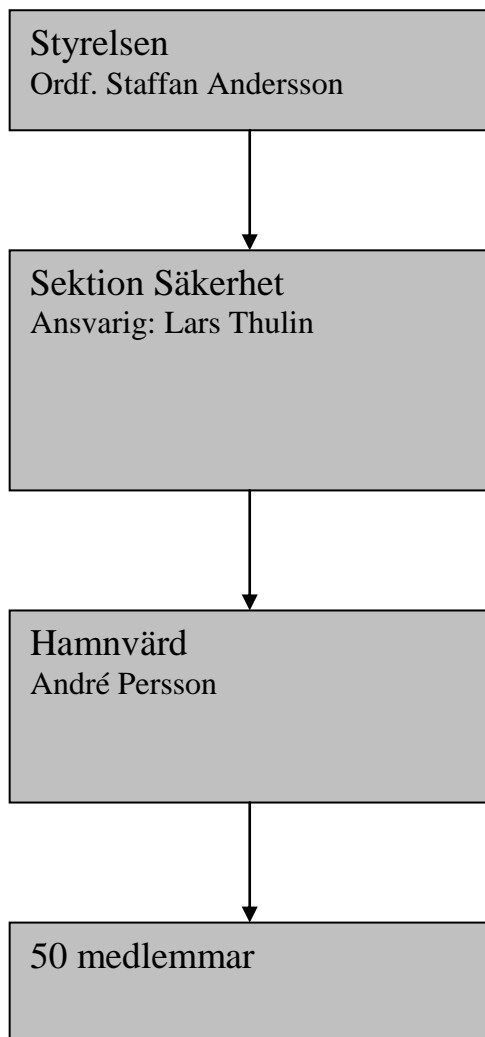 Styrelsen
Ordf. Staffan Andersson
Sektion Säkerhet
Ansvarig: Lars Thulin
Hamnvärd
André Persson
50 medlemmar